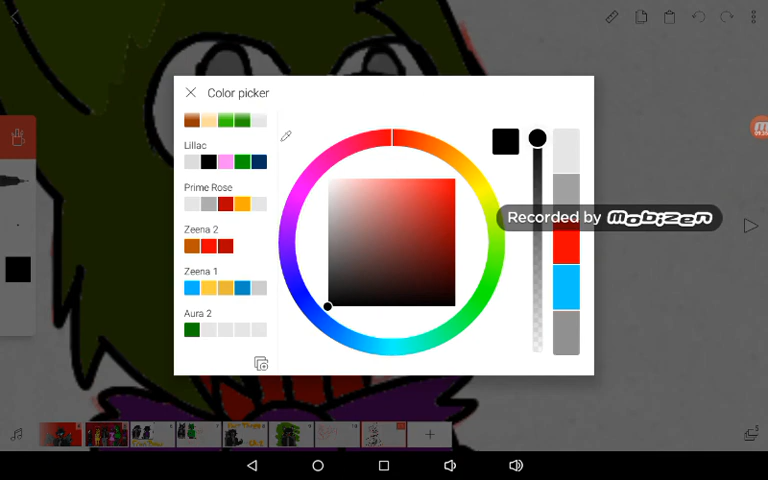 Color picker
Lillac
Prime Rose
Recorded by mobizen
Zeena 2
Zeena 1
Aura 2